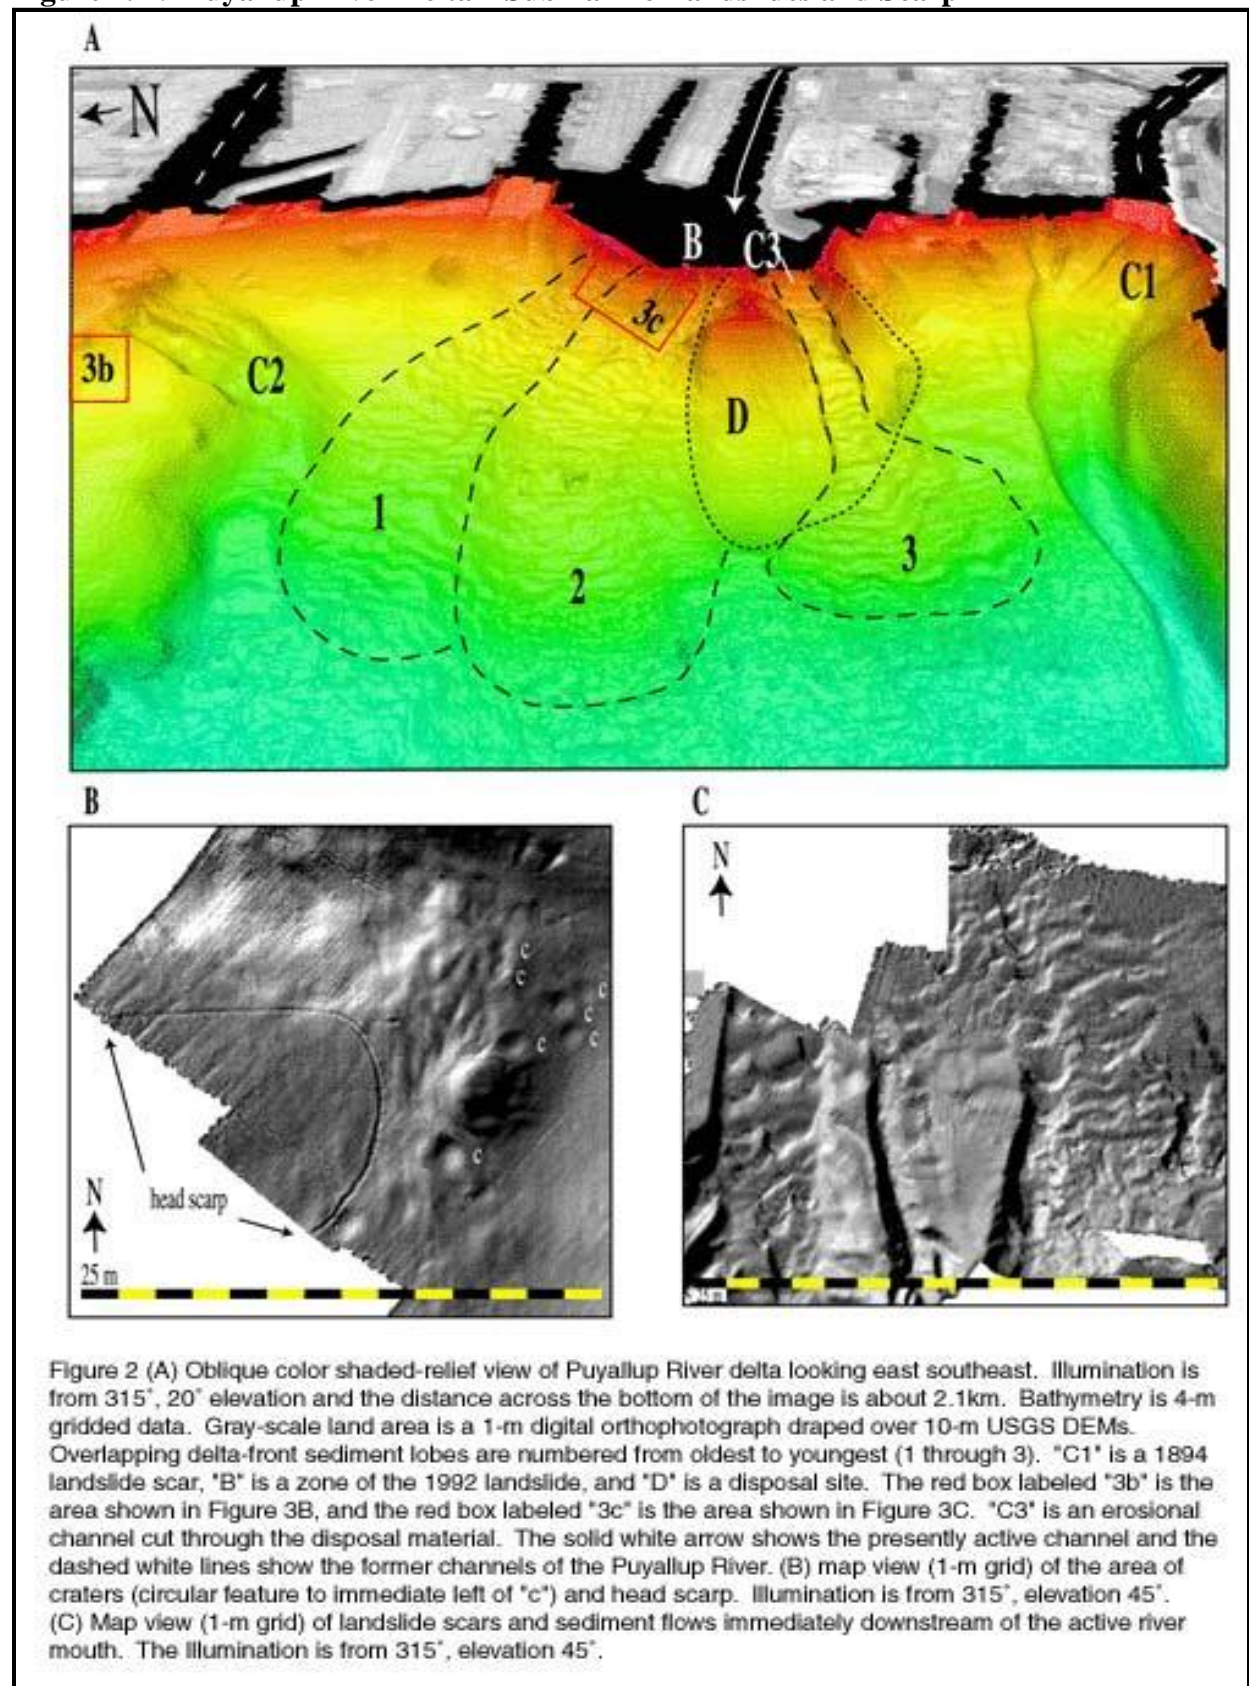 A
N
B
C3
C1
3c
3b
C2
D
1
3
2
B
C
N
c
c
c
c
c
c
c
head scarp
N
25 m
Figure 2 (A) Oblique color shaded-relief view of Puyallup River delta looking east southeast. Illumination is
from 315°, 20° elevation and the distance across the bottom of the image is about 2.1km. Bathymetry is 4-m
gridded data. Gray-scale land area is a 1-m digital orthophotograph draped over 10-m USGS DEMs.
Overlapping delta-front sediment lobes are numbered from oldest to youngest (1 through 3). "C1" is a 1894
landslide scar, "B" is a zone of the 1992 landslide, and "D" is a disposal site. The red box labeled "3b" is the
area shown in Figure 3B, and the red box labeled "3c" is the area shown in Figure 3C. "C3" is an erosional
channel cut through the disposal material. The solid white arrow shows the presently active channel and the
dashed white lines show the former channels of the Puyallup River. (B) map view (1-m grid) of the area of
craters (circular feature to immediate left of "c") and head scarp. Illumination is from 315°, elevation 45°.
(C) Map view (1-m grid) of landslide scars and sediment flows immediately downstream of the active river
mouth. The Illumination is from 315°, elevation 45°.